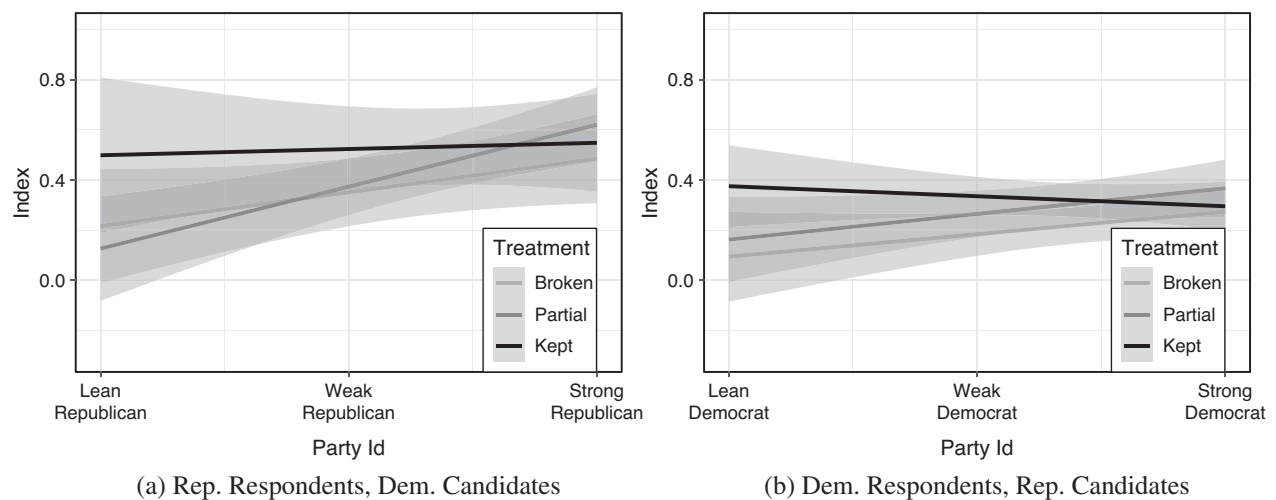 0.8
0.4
0.0
Index
Treatment
Broken
Partial
Kept
Lean
Republican
Weak
Republican
Strong
Republican
Party Id
(a) Rep. Respondents, Dem. Candidates
0.8
0.4
0.0
Index
Treatment
Broken
Partial
Kept
Lean
Democrat
Weak
Democrat
Strong
Democrat
Party Id
(b) Dem. Respondents, Rep. Candidates